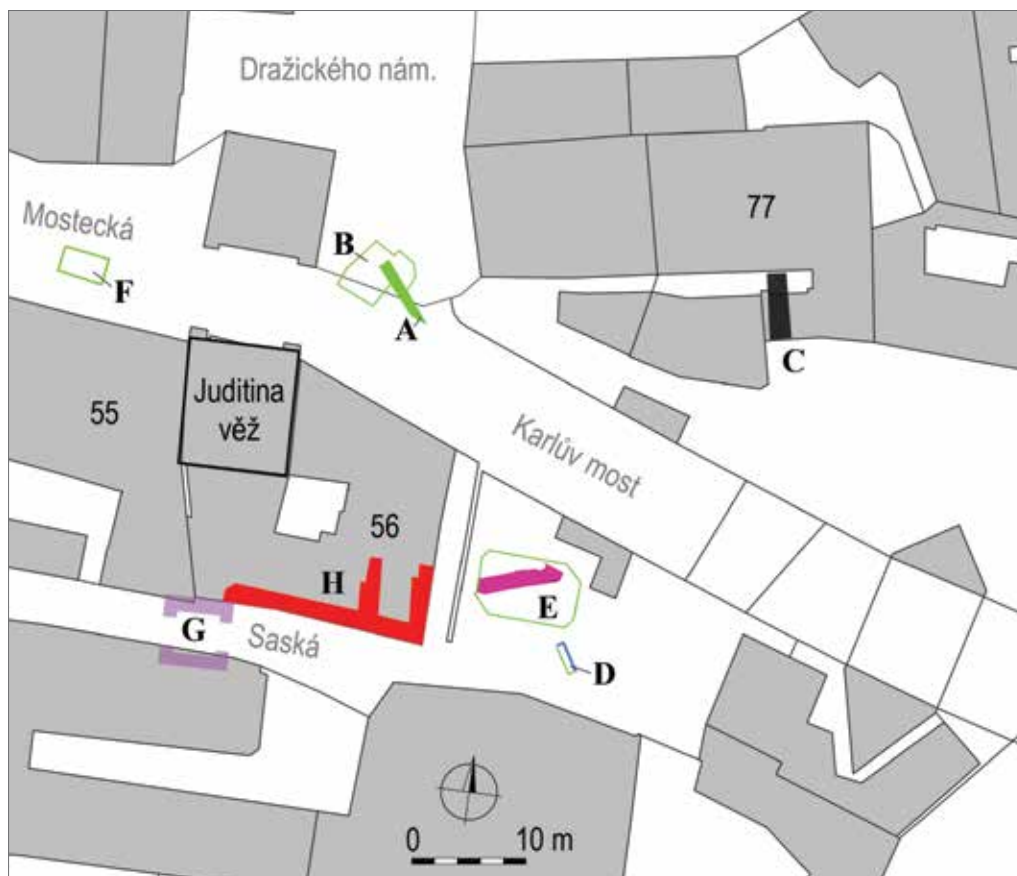 Dražického nám.
77
Mostecká
B
F
A
C
Juditina
věž
55
Karlův most
56
H
E
G
Saská
D
0 10 m